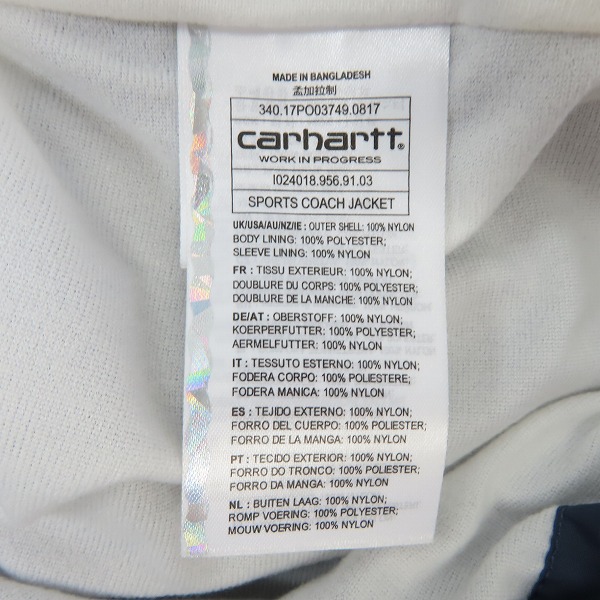 MADE IN BANGLADESH
孟加拉制
340.17PO03749.0817
carhartt®
WORK IN PROGRESS
I024018.956.91.03
SPORTS COACH JACKET
UK/USA/AU/NZ/IE : OUTER SHELL: 100% NYLON;
BODY LINING: 100% POLYESTER;
SLEEVE LINING: 100% NYLON;
FR : TISSU EXTERIEUR: 100% NYLON;
DOUBLURE DU CORPS: 100% POLYESTER;
DOUBLURE DE LA MANCHE: 100% NYLON;
DE/AT : OBERSTOFF: 100% NYLON;
KOERPERFUTTER: 100% POLYESTER;
AERMELFUTTER: 100% NYLON;
IT : TESSUTO ESTERNO: 100% NYLON;
FODERA CORPO: 100% POLIESTERE;
FODERA MANICA: 100% NYLON;
ES : TEJIDO EXTERNO: 100% NYLON;
FORRO DEL CUERPO: 100% POLYESTER;
FORRO DE LA MANGA: 100% NYLON;
PT : TECIDO EXTERIOR: 100% NYLON;
FORRO DO TRONCO: 100% POLYESTER;
FORRO DA MANGA: 100% NYLON;
NL : BUITEN LAAG: 100% NYLON;
ROMP VOERING: 100% POLYESTER;
MOUW VOERING: 100% NYLON;